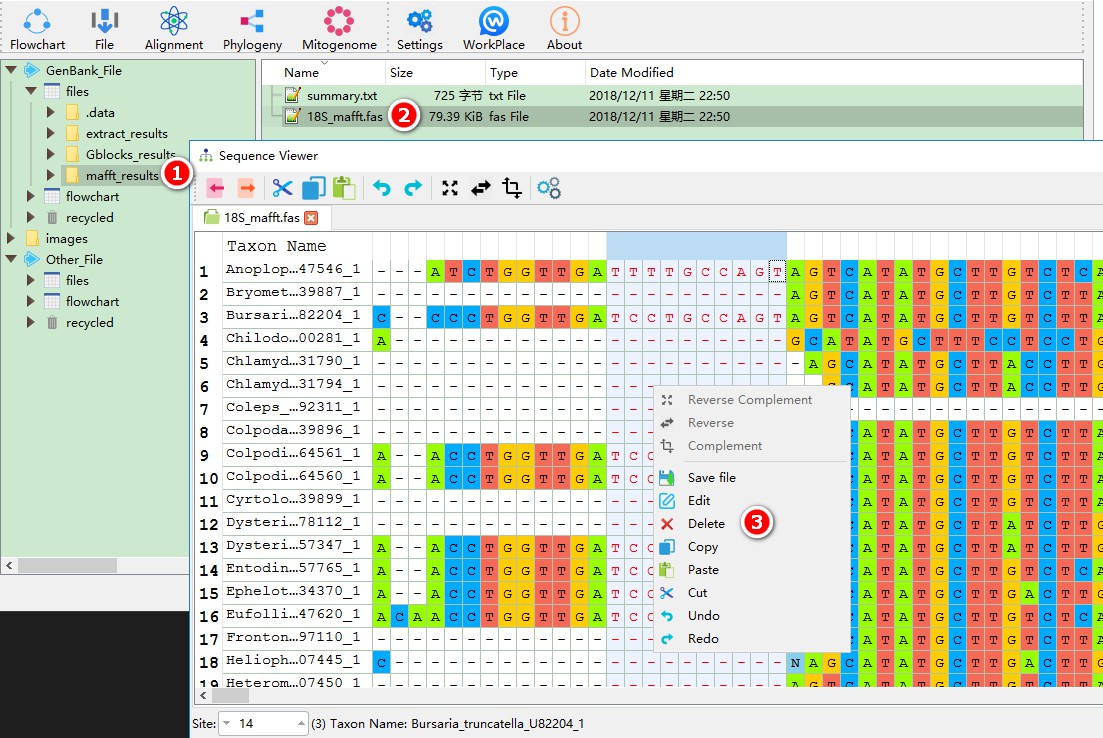 Flowchart File Alignment Phylogeny Mitogenome Settings WorkPlace About
GenBank_File
files
.data
extract_results
Gblocks_results
mafft_results
flowchart
recycled
images
Other_File
files
flowchart
recycled
Name Size Type Date Modified
summary.txt 725 字节 txt File 2018/12/11 星期二 22:50
18S_mafft.fas 2 79.39 KiB fas File 2018/12/11 星期二 22:50
1
Sequence Viewer
18S_mafft.fas
Taxon Name
1 Anoplop...47546_1 - - - A T C T G G T T G A T T T T G C C A G T A G T C A T A T G C T T G T C T C A
2 Bryomet...39887_1 - - - - - - - - - - - - - - - - - - - - - - - A G T C A T A T G C T T G T C T T A
3 Bursari...82204_1 C - - C C C T G G T T G A T C C T G C C A G T A G T C A T A T G C T T G T C T T A
4 Chilodo...00281_1 A - - - - - - - - - - - - - - - - - - - - - - G C A T A T G C T T T C C T C C T G
5 Chlamyd...31790_1 - - - - - - - - - - - - - - - - - - - - - - - - A G C A T A T G C T T A C C T T G
6 Chlamyd...31794_1 - - - - - - - - - - - - - - - G C A T A T G C T T A C C T T G
7 Coleps_...92311_1 - - - - - - - - - - - - - - - - - - - - - - - - - - - - -
8 Colpoda...39896_1 - - - - - - - - - - - - - - - C A T A T G C T T G T C T T A
9 Colpodi...64561_1 A - - A C C T G G T T G A T C C C A T A T G C T T G T C T T A
10 Colpodi...64560_1 A - - A C C T G G T T G A T C C C A T A T G C T T G T C T T A
11 Cyrtolo...39899_1 - - - - - - - - - - - - - - - C A T A T G C T T G T C T T A
12 Dysteri...78112_1 - - - - - - - - - - - - - - - C A T A T G C T T A T C T T G
13 Dysteri...57347_1 A - - A C C T G G T T G A T C C C A T A T G C T T A T C T T G
14 Entodin...57765_1 A - - A C C T G G T T G A T C C C A T A T G C T T G T C T C A
15 Ephelot...34370_1 A - - A C C T G G T T G A T C C C A T A T G C T T G A C T T G
16 Eufolli...47620_1 A C A A C C T G G T T G A T C C C A T A T G C T T G T C T C A
17 Fronton...97110_1 - - - - - - - - - - - - - - - C A T A T G C T T G T C T T A
18 Helioph...07445_1 C - - - - - - - - - - - - - - - - - - - - - - N A G C A T A T G C T T G A C T T G
19 Heterom...07450_1 - - - - - - - - - - - - - - - - - - - - - - - A G T C A T A T G C T T G T C T T A
Reverse Complement
Reverse
Complement
Save file
Edit
Delete 3
Copy
Paste
Cut
Undo
Redo
Site: 14 (3) Taxon Name: Bursaria_truncatella_U82204_1